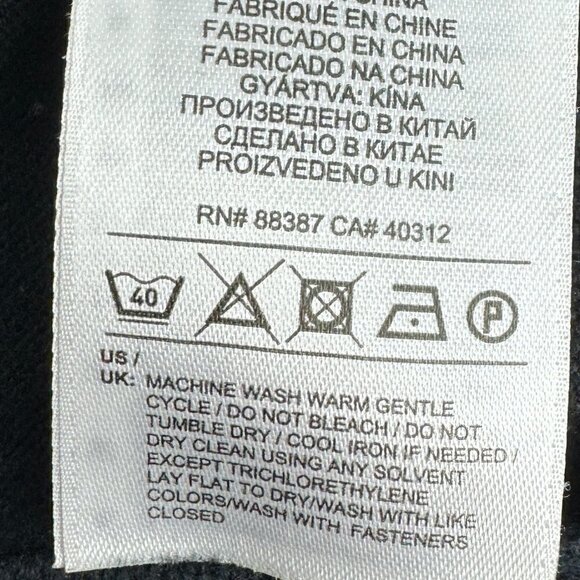 CHINA
FABRIQUÉ EN CHINE
FABRICADO EN CHINA
FABRICADO NA CHINA
GYÁRTVA: KÍNA
ПРОИЗВЕДЕНО В КИТАЙ
СДЕЛАНО В КИТАЕ
PROIZVEDENO U KINI
RN# 88387 CA# 40312
40 P
US /
UK: MACHINE WASH WARM GENTLE
CYCLE / DO NOT BLEACH / DO NOT
TUMBLE DRY / COOL IRON IF NEEDED /
DRY CLEAN USING ANY SOLVENT
EXCEPT TRICHLORETHYLENE
LAY FLAT TO DRY/WASH WITH LIKE
COLORS/WASH WITH FASTENERS
CLOSED